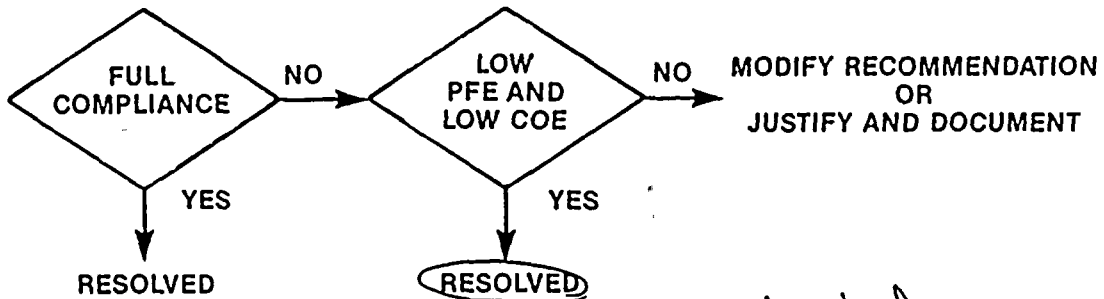 FULL
COMPLIANCE
NO
LOW
PFE AND
LOW COE
NO
MODIFY RECOMMENDATION
OR
JUSTIFY AND DOCUMENT
YES
YES
RESOLVED
RESOLVED